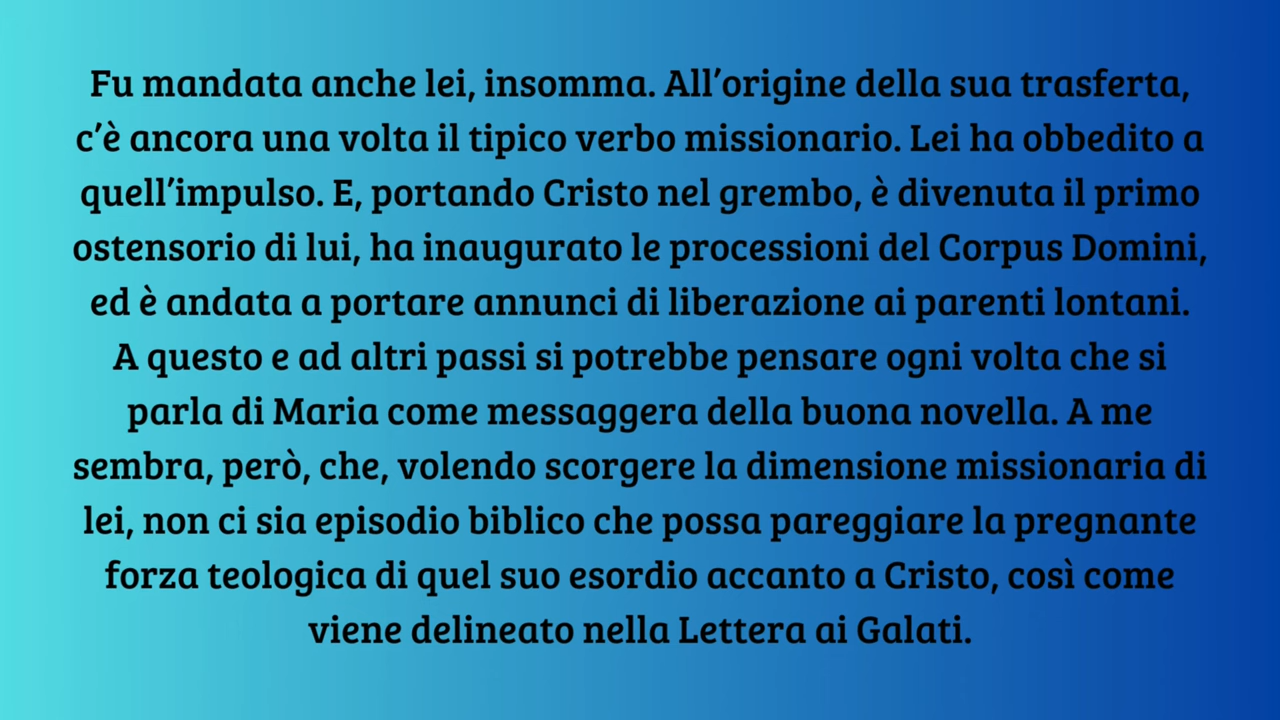 Fu mandata anche lei, insomma. All’origine della sua trasferta,
c’è ancora una volta il tipico verbo missionario. Lei ha obbedito a
quell’impulso. E, portando Cristo nel grembo, è divenuta il primo
ostensorio di lui, ha inaugurato le processioni del Corpus Domini,
ed è andata a portare annunci di liberazione ai parenti lontani.
A questo e ad altri passi si potrebbe pensare ogni volta che si
parla di Maria come messaggera della buona novella. A me
sembra, però, che, volendo scorgere la dimensione missionaria di
lei, non ci sia episodio biblico che possa pareggiare la pregnante
forza teologica di quel suo esordio accanto a Cristo, così come
viene delineato nella Lettera ai Galati.